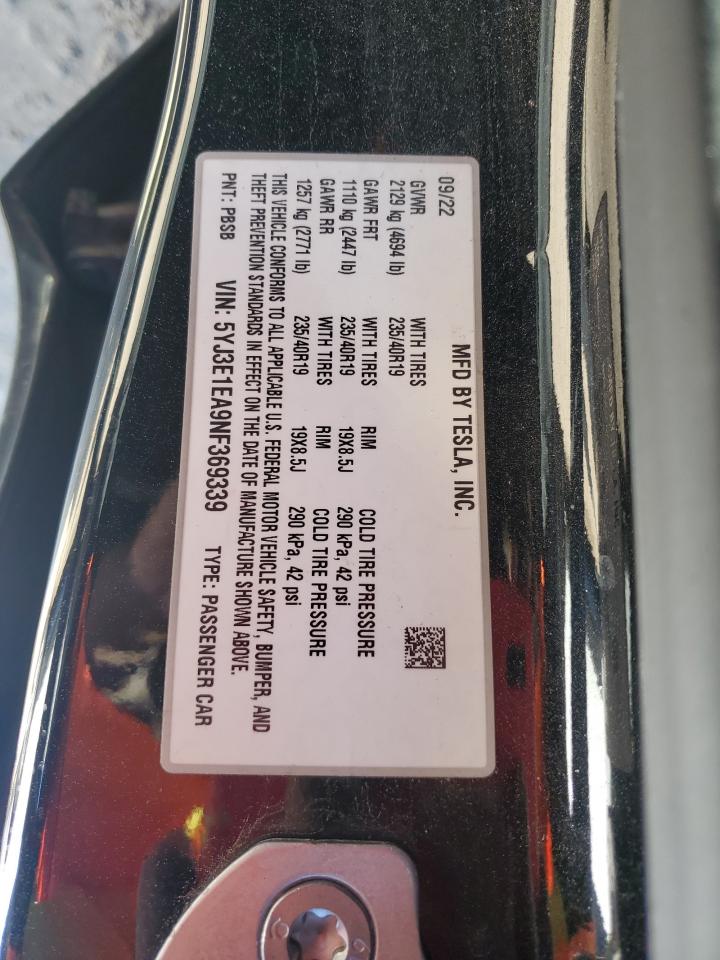 MFD BY TESLA, INC.
09/22
GVWR WITH TIRES
2129 kg (4694 lb) 235/40R19
GAWR FRT WITH TIRES RIM COLD TIRE PRESSURE
1110 kg (2447 lb) 235/40R19 19X8.5J 290 kPa, 42 psi
GAWR RR WITH TIRES RIM COLD TIRE PRESSURE
1257 kg (2771 lb) 235/40R19 19X8.5J 290 kPa, 42 psi
THIS VEHICLE CONFORMS TO ALL APPLICABLE U.S. FEDERAL MOTOR VEHICLE SAFETY, BUMPER, AND
THEFT PREVENTION STANDARDS IN EFFECT ON THE DATE OF MANUFACTURE SHOWN ABOVE.
PNT: PBSB VIN: 5YJ3E1EA9NF369339 TYPE: PASSENGER CAR